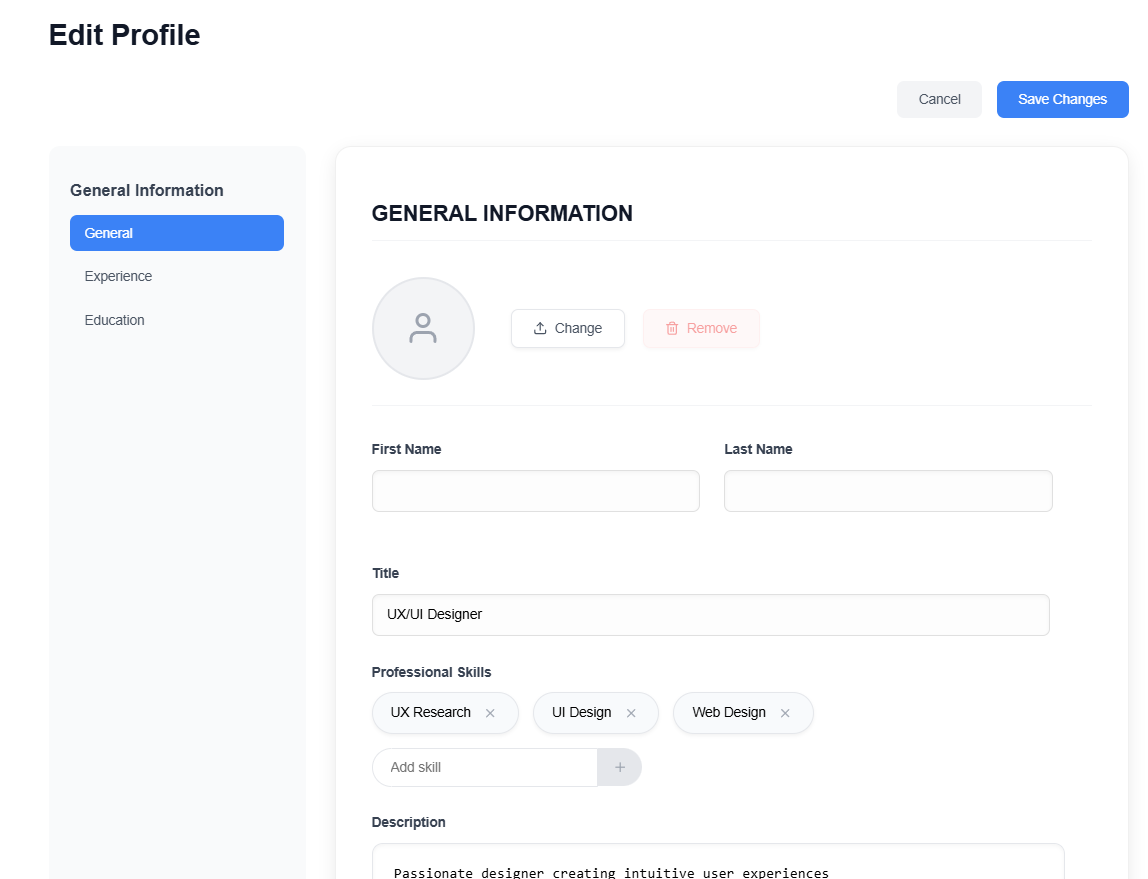 Edit Profile
Cancel
Save Changes
General Information
General
Experience
Education
GENERAL INFORMATION
Change
Remove
First Name
Last Name
Title
UX/UI Designer
Professional Skills
UX Research
UI Design
Web Design
Add skill
Description
Passionate designer creating intuitive user experiences